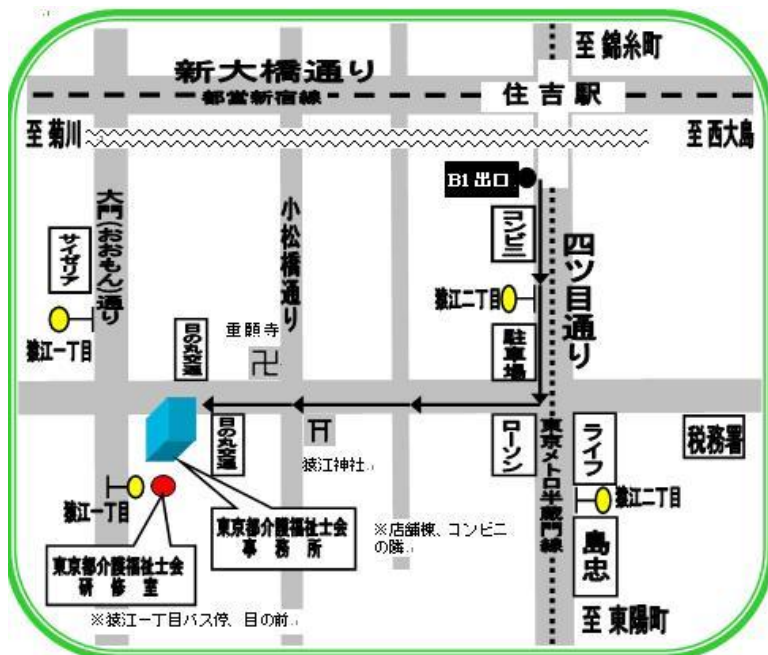 至 錦糸町
新大橋通り
都営新宿線
住吉駅
至 菊川
至 西大島
B1 出口
コンビニ
大門(おおもん)通り
サイゼリア
小松橋通り
四ツ目通り
猿江二丁目
猿江一丁目
日の丸交通
重願寺
駐車場
日の丸交通
猿江神社
ローソン
東京メトロ半蔵門線
ライフ
税務署
猿江一丁目
猿江二丁目
東京都介護福祉士会
事 務 所
※店舗棟、コンビニ
の隣
島忠
東京都介護福祉士会
研 修 室
※猿江一丁目バス停、目の前
至 東陽町